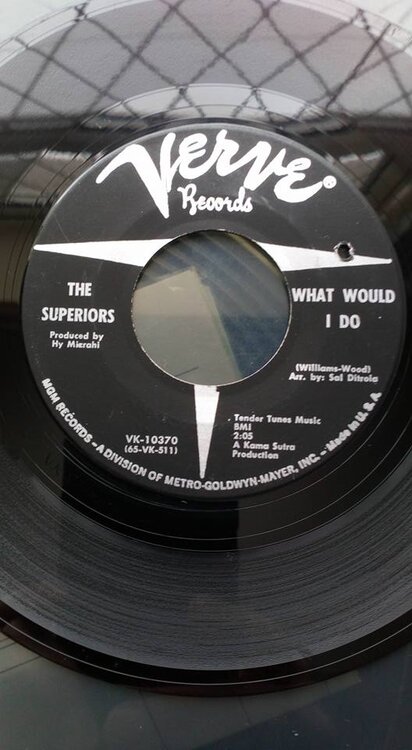 Verve®
Records
THE
SUPERIORS
Produced by
Hy Mizrahi
WHAT WOULD
I DO
(Williams-Wood)
Arr. by: Sal Ditrola
VK-10370
(65-VK-511)
Tender Tunes Music
BMI
2:05
A Kama Sutra
Production
MGM RECORDS - A DIVISION OF METRO-GOLDWYN-MAYER, INC. - Made in U. S. A.